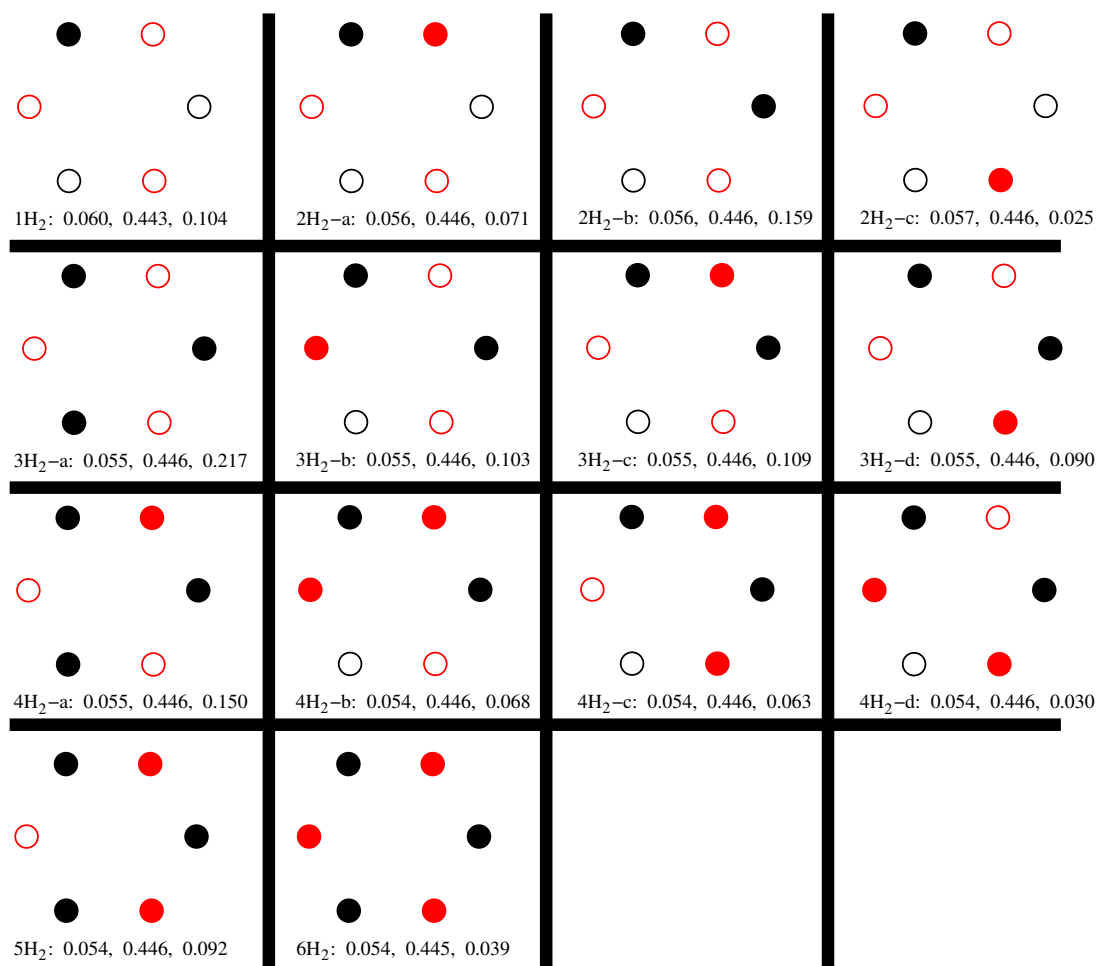 1H₂: 0.060, 0.443, 0.104
2H₂−a: 0.056, 0.446, 0.071
2H₂−b: 0.056, 0.446, 0.159
2H₂−c: 0.057, 0.446, 0.025
3H₂−a: 0.055, 0.446, 0.217
3H₂−b: 0.055, 0.446, 0.103
3H₂−c: 0.055, 0.446, 0.109
3H₂−d: 0.055, 0.446, 0.090
4H₂−a: 0.055, 0.446, 0.150
4H₂−b: 0.054, 0.446, 0.068
4H₂−c: 0.054, 0.446, 0.063
4H₂−d: 0.054, 0.446, 0.030
5H₂: 0.054, 0.446, 0.092
6H₂: 0.054, 0.445, 0.039